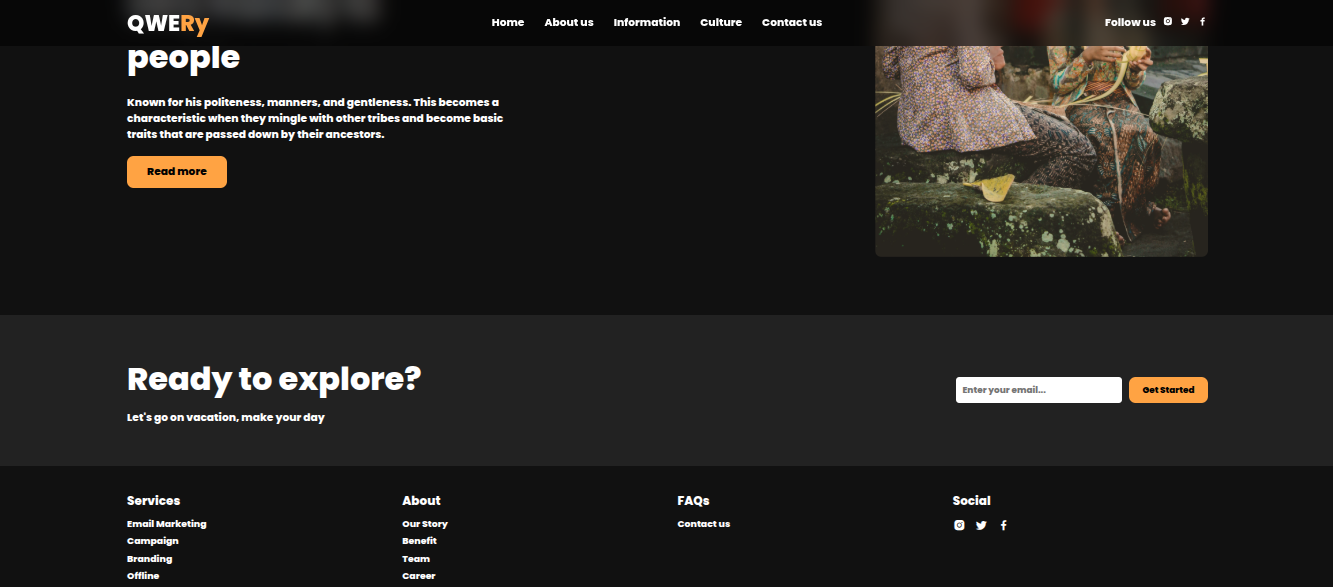 QWERy
Home
About us
Information
Culture
Contact us
Follow us
people
Known for his politeness, manners, and gentleness. This becomes a
characteristic when they mingle with other tribes and become basic
traits that are passed down by their ancestors.
Read more
Ready to explore?
Let's go on vacation, make your day
Enter your email...
Get Started
Services
Email Marketing
Campaign
Branding
Offline
About
Our Story
Benefit
Team
Career
FAQs
Contact us
Social